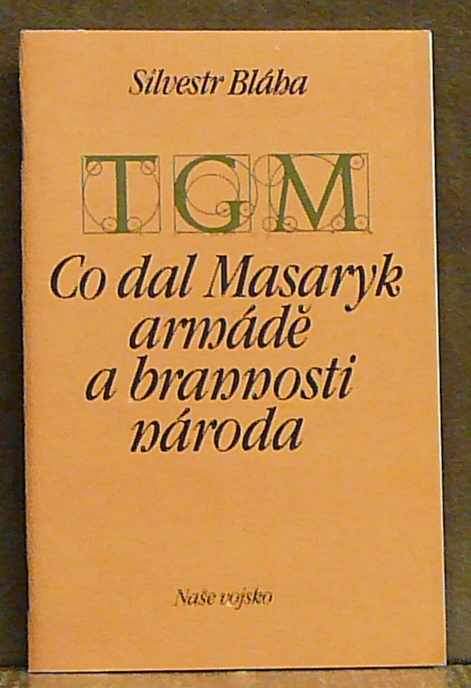 Silvestr Bláha
TGM
Co dal Masaryk
armádě
a brannosti
národa
Naše vojsko